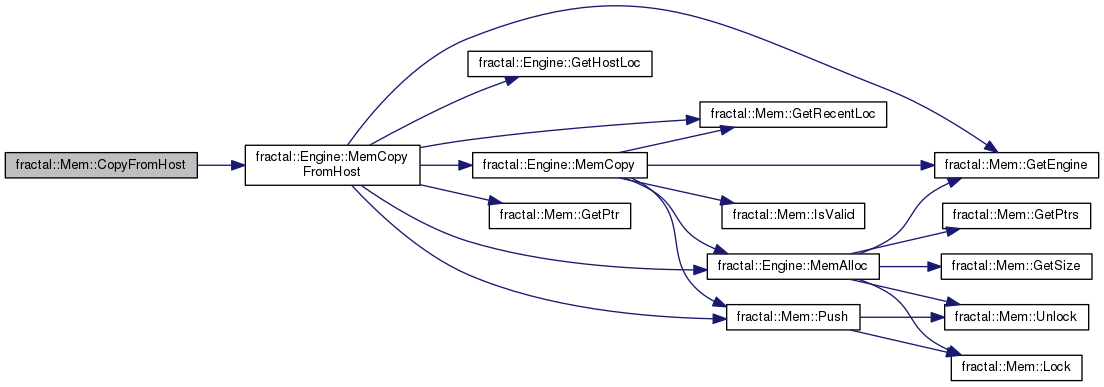 fractal::Mem::CopyFromHost
fractal::Engine::MemCopy
FromHost
fractal::Engine::GetHostLoc
fractal::Mem::GetRecentLoc
fractal::Engine::MemCopy
fractal::Mem::GetEngine
fractal::Mem::GetPtr
fractal::Mem::IsValid
fractal::Mem::GetPtrs
fractal::Engine::MemAlloc
fractal::Mem::GetSize
fractal::Mem::Push
fractal::Mem::Unlock
fractal::Mem::Lock